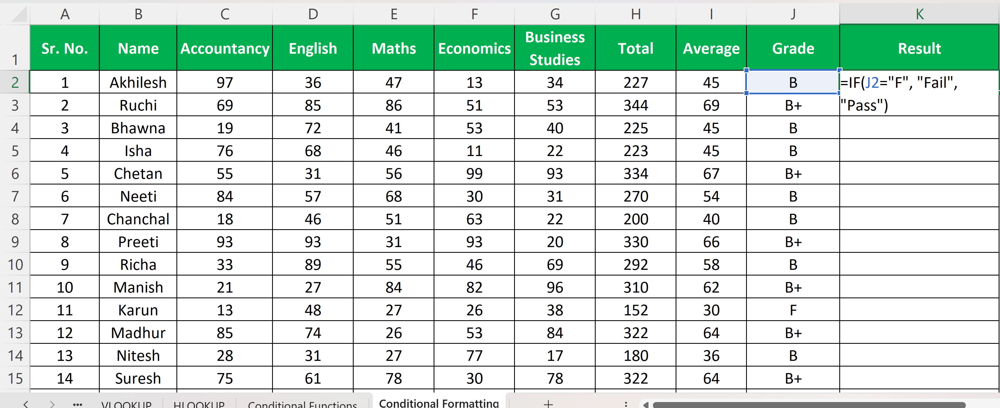 A B C D E F G H I J K
1 Sr. No. Name Accountancy English Maths Economics Business Studies Total Average Grade Result
2 1 Akhilesh 97 36 47 13 34 227 45 B =IF(J2="F", "Fail",
3 2 Ruchi 69 85 86 51 53 344 69 B+ "Pass")
4 3 Bhawna 19 72 41 53 40 225 45 B
5 4 Isha 76 68 46 11 22 223 45 B
6 5 Chetan 55 31 56 99 93 334 67 B+
7 6 Neeti 84 57 68 30 31 270 54 B
8 7 Chanchal 18 46 51 63 22 200 40 B
9 8 Preeti 93 93 31 93 20 330 66 B+
10 9 Richa 33 89 55 46 69 292 58 B
11 10 Manish 21 27 84 82 96 310 62 B+
12 11 Karun 13 48 27 26 38 152 30 F
13 12 Madhur 85 74 26 53 84 322 64 B+
14 13 Nitesh 28 31 27 77 17 180 36 B
15 14 Suresh 75 61 78 30 78 322 64 B+
... VLOOKUP HLOOKUP Conditional Functions Conditional Formatting +